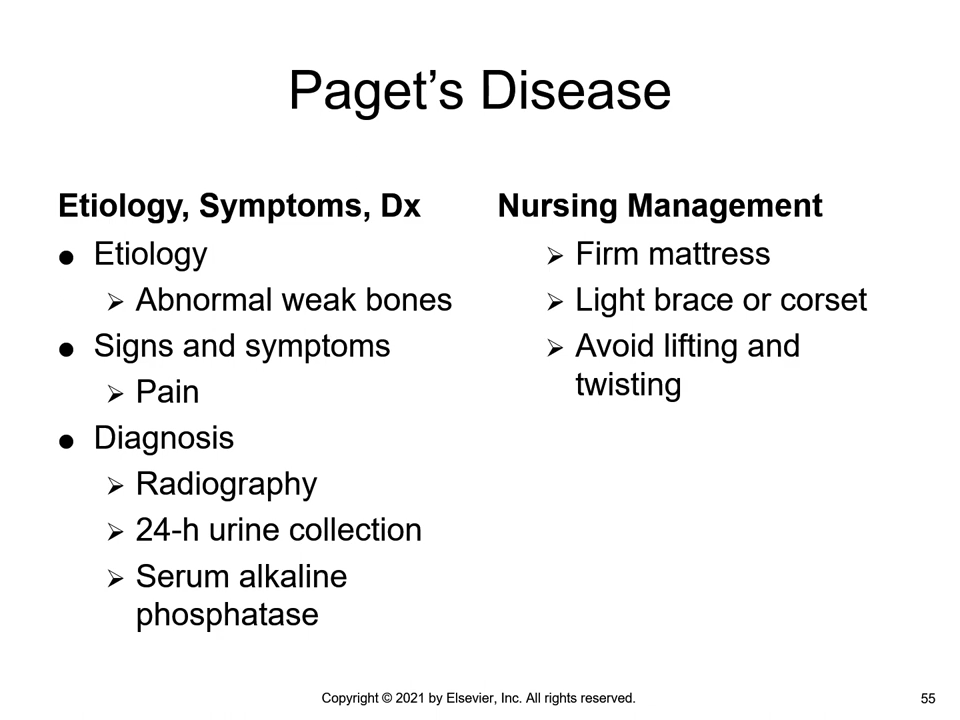 Paget’s Disease
Etiology, Symptoms, Dx
● Etiology
➢ Abnormal weak bones
● Signs and symptoms
➢ Pain
● Diagnosis
➢ Radiography
➢ 24-h urine collection
➢ Serum alkaline
phosphatase
Nursing Management
➢ Firm mattress
➢ Light brace or corset
➢ Avoid lifting and
twisting
Copyright © 2021 by Elsevier, Inc. All rights reserved.
55